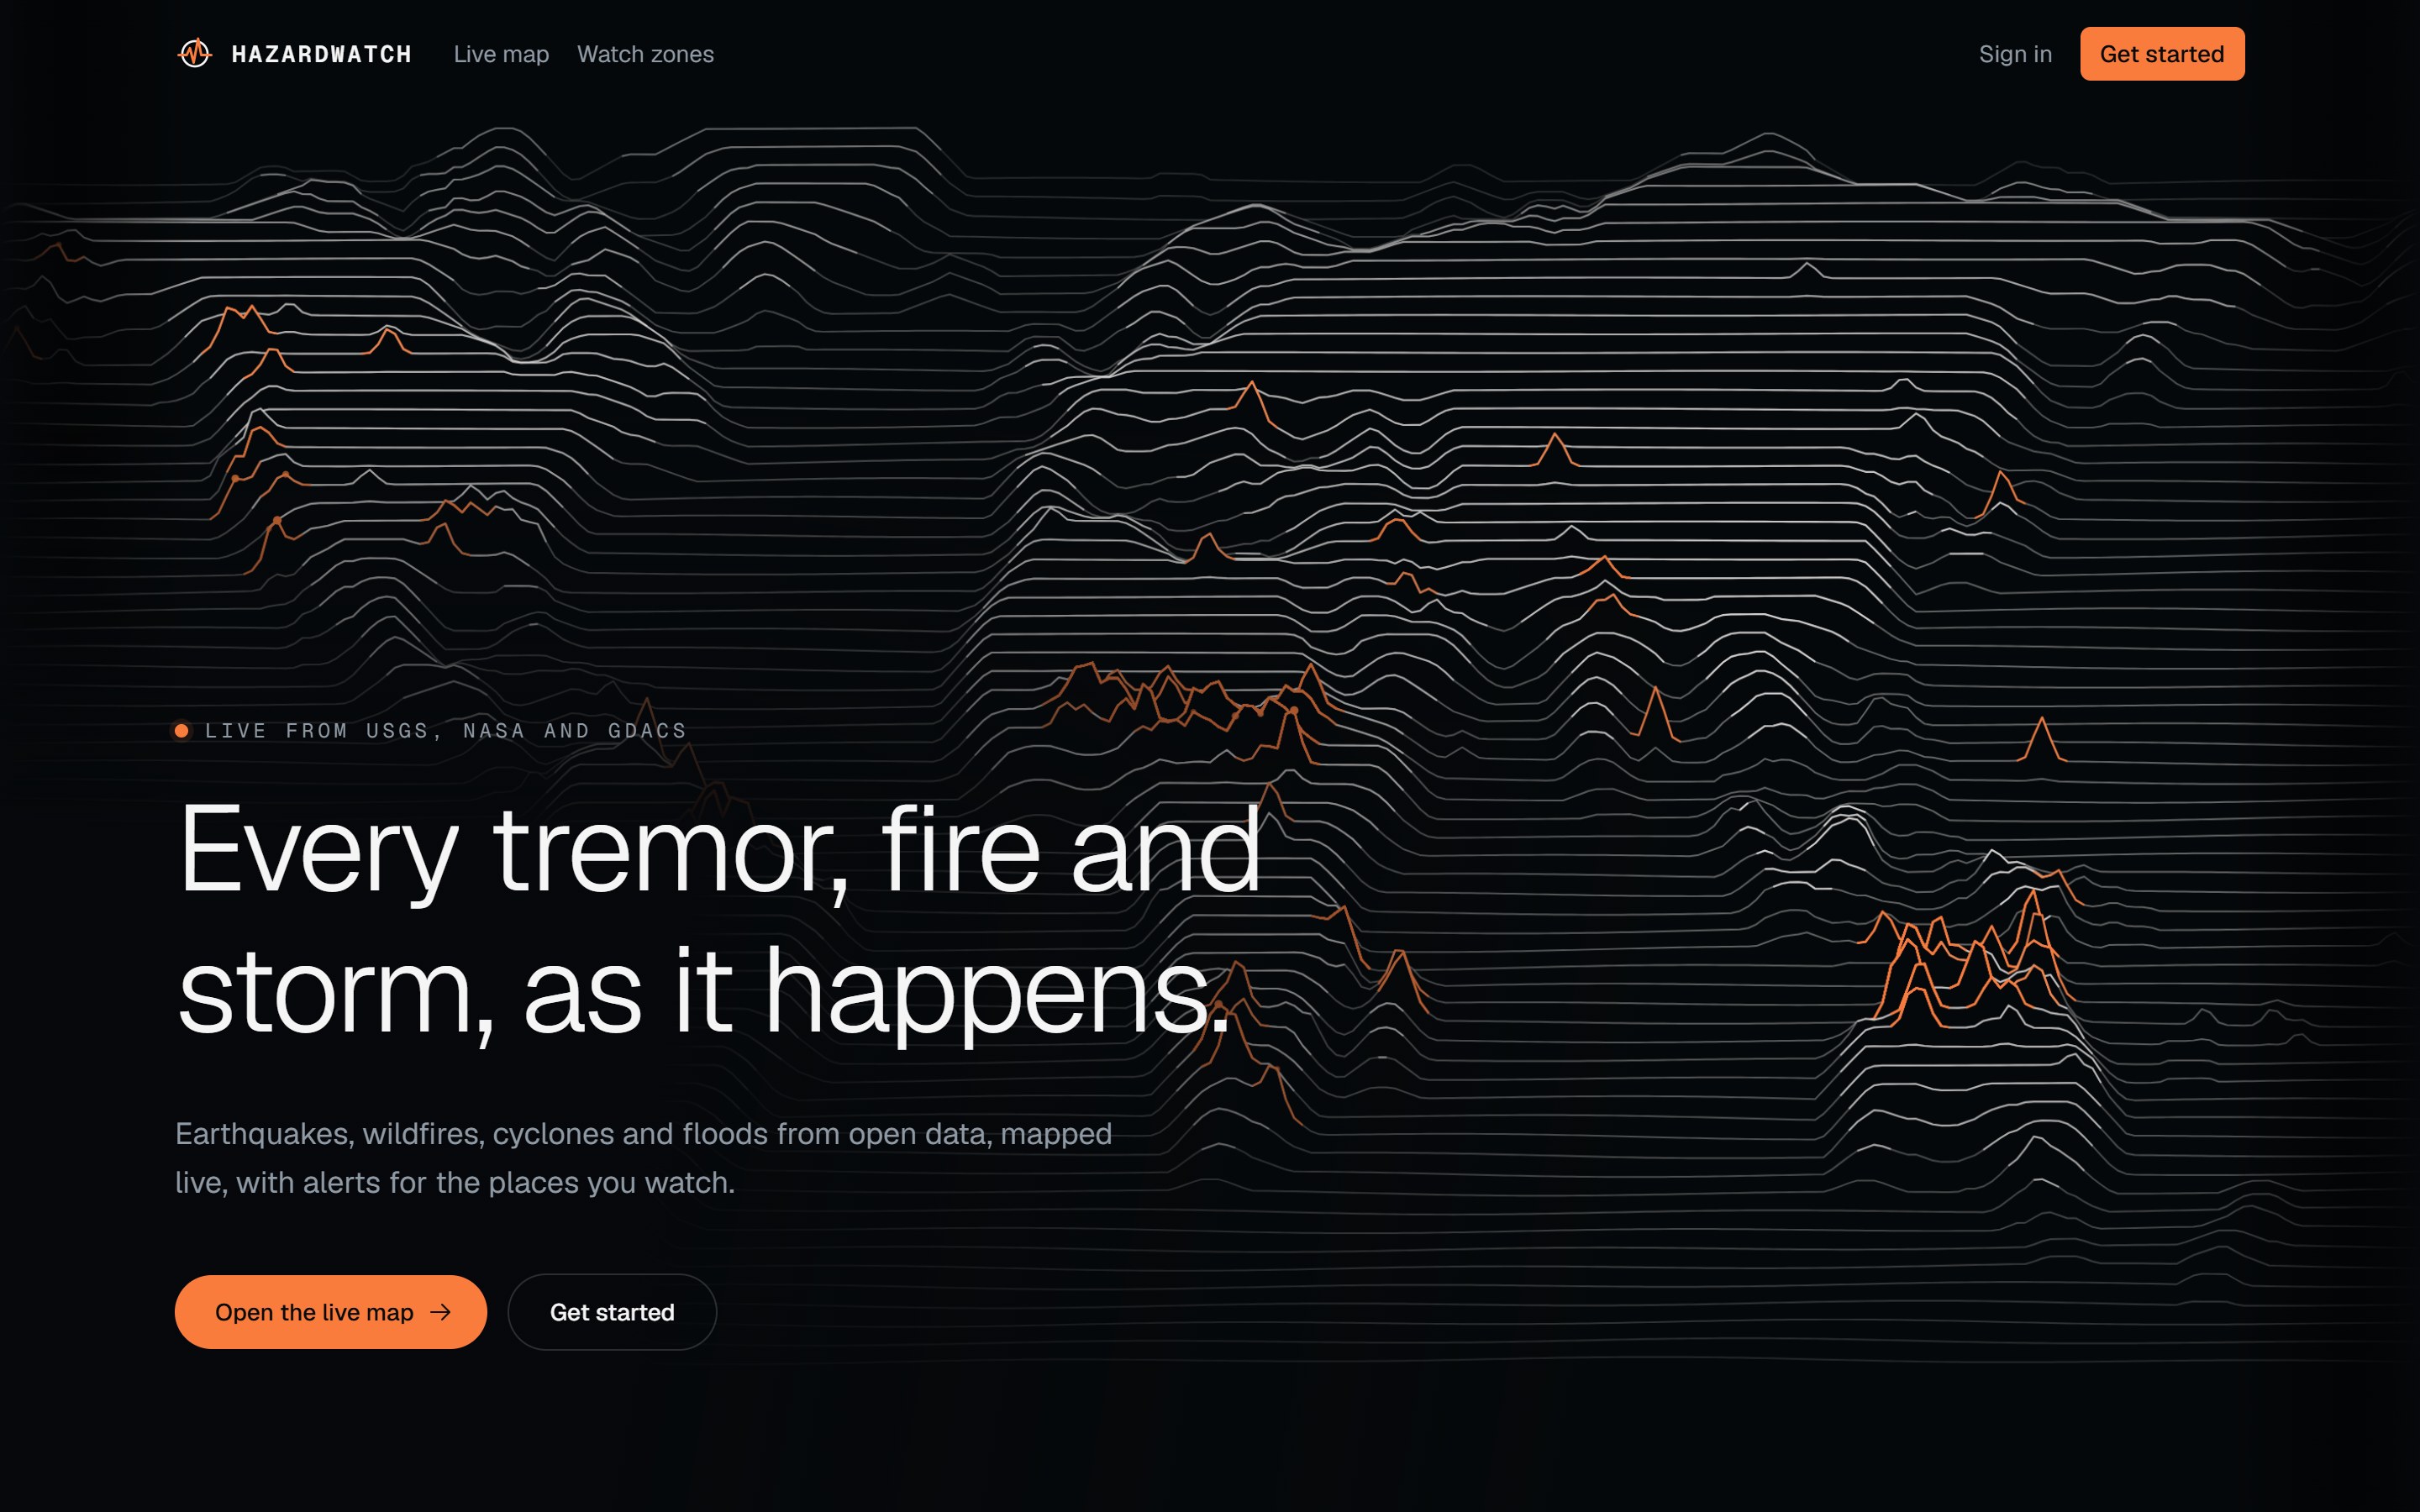 HAZARDWATCH
Live map
Watch zones
Sign in
Get started
LIVE FROM USGS, NASA AND GDACS
Every tremor, fire and
storm, as it happens.
Earthquakes, wildfires, cyclones and floods from open data, mapped
live, with alerts for the places you watch.
Open the live map →
Get started